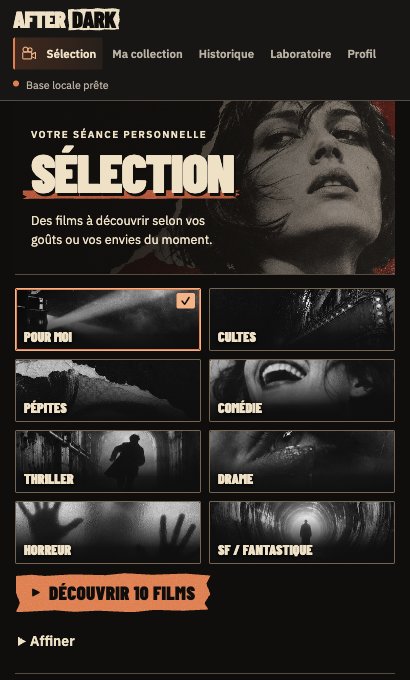 AFTER DARK
Sélection
Ma collection
Historique
Laboratoire
Profil
Base locale prête
VOTRE SÉANCE PERSONNELLE
SÉLECTION
Des films à découvrir selon vos
goûts ou vos envies du moment.
POUR MOI
CULTES
PÉPITES
COMÉDIE
THRILLER
DRAME
HORREUR
SF / FANTASTIQUE
DÉCOUVRIR 10 FILMS
Affiner